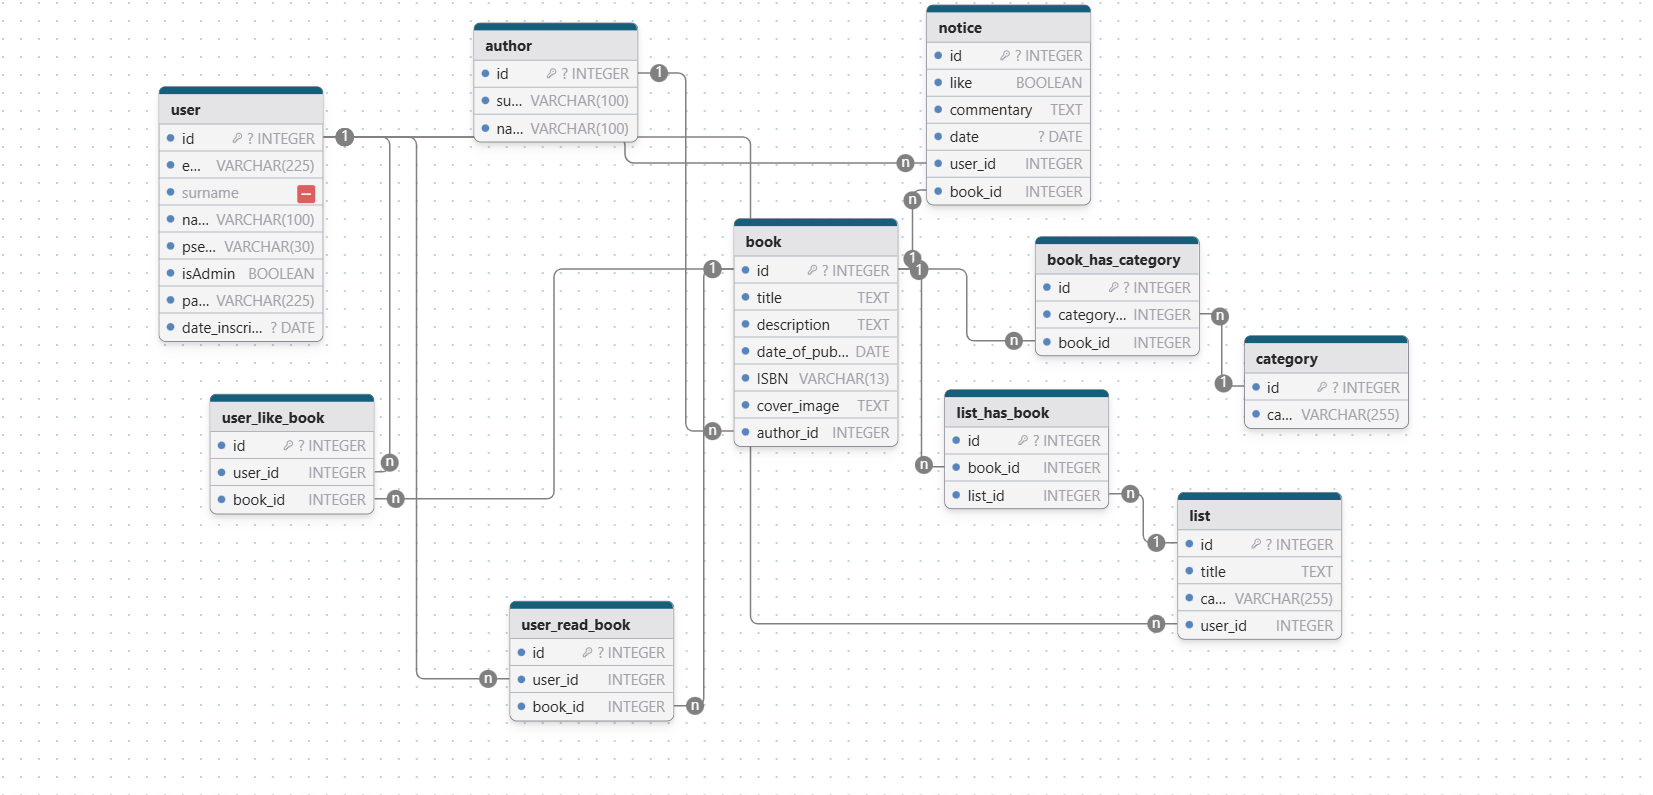 user
id ? INTEGER
e... VARCHAR(225)
surname
na... VARCHAR(100)
pse... VARCHAR(30)
isAdmin BOOLEAN
pa... VARCHAR(225)
date_inscri... ? DATE
1
author
id ? INTEGER
su... VARCHAR(100)
na... VARCHAR(100)
1
notice
id ? INTEGER
like BOOLEAN
commentary TEXT
date ? DATE
n user_id INTEGER
n book_id INTEGER
book
1 id ? INTEGER 1 1
title TEXT
description TEXT
date_of_pub... DATE
ISBN VARCHAR(13)
cover_image TEXT
n author_id INTEGER
book_has_category
id ? INTEGER
category... INTEGER n
n book_id INTEGER
category
1 id ? INTEGER
ca... VARCHAR(255)
user_like_book
id ? INTEGER
user_id INTEGER n
book_id INTEGER n
list_has_book
id ? INTEGER
n book_id INTEGER
list_id INTEGER n
list
1 id ? INTEGER
title TEXT
ca... VARCHAR(255)
n user_id INTEGER
user_read_book
id ? INTEGER
n user_id INTEGER
book_id INTEGER n